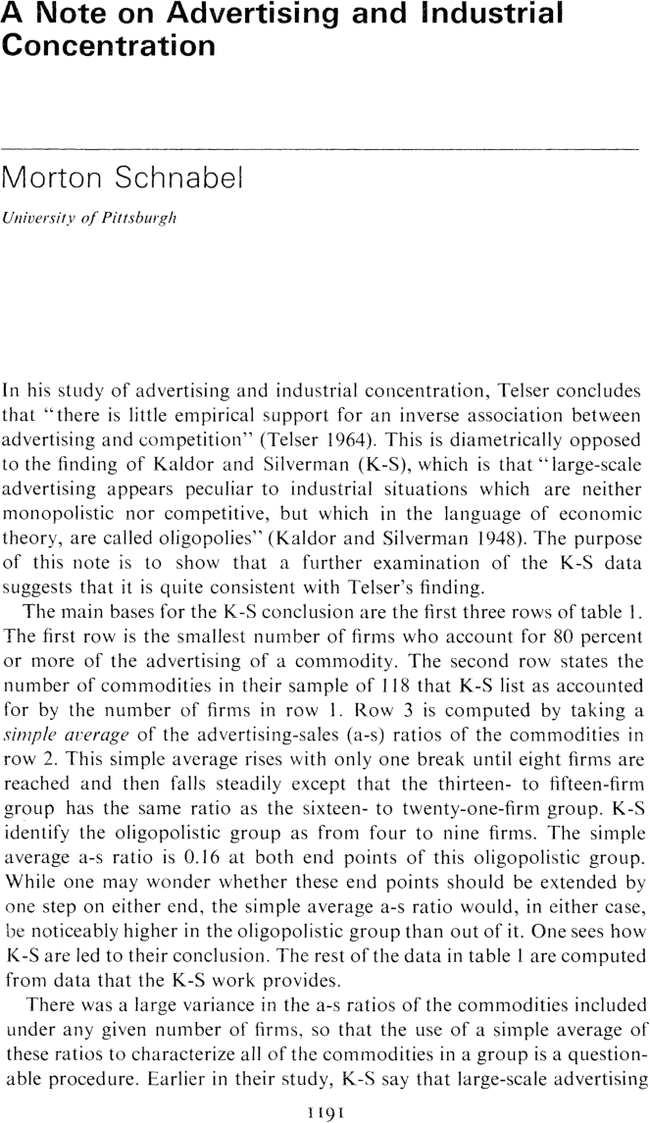 A Note on Advertising and Industrial
Concentration
Morton Schnabel
University of Pittsburgh
In his study of advertising and industrial concentration, Telser concludes
that “there is little empirical support for an inverse association between
advertising and competition” (Telser 1964). This is diametrically opposed
to the finding of Kaldor and Silverman (K-S), which is that “large-scale
advertising appears peculiar to industrial situations which are neither
monopolistic nor competitive, but which in the language of economic
theory, are called oligopolies” (Kaldor and Silverman 1948). The purpose
of this note is to show that a further examination of the K-S data
suggests that it is quite consistent with Telser’s finding.
The main bases for the K-S conclusion are the first three rows of table 1.
The first row is the smallest number of firms who account for 80 percent
or more of the advertising of a commodity. The second row states the
number of commodities in their sample of 118 that K-S list as accounted
for by the number of firms in row 1. Row 3 is computed by taking a
simple average of the advertising-sales (a-s) ratios of the commodities in
row 2. This simple average rises with only one break until eight firms are
reached and then falls steadily except that the thirteen- to fifteen-firm
group has the same ratio as the sixteen- to twenty-one-firm group. K-S
identify the oligopolistic group as from four to nine firms. The simple
average a-s ratio is 0.16 at both end points of this oligopolistic group.
While one may wonder whether these end points should be extended by
one step on either end, the simple average a-s ratio would, in either case,
be noticeably higher in the oligopolistic group than out of it. One sees how
K-S are led to their conclusion. The rest of the data in table 1 are computed
from data that the K-S work provides.
There was a large variance in the a-s ratios of the commodities included
under any given number of firms, so that the use of a simple average of
these ratios to characterize all of the commodities in a group is a question-
able procedure. Earlier in their study, K-S say that large-scale advertising
1191